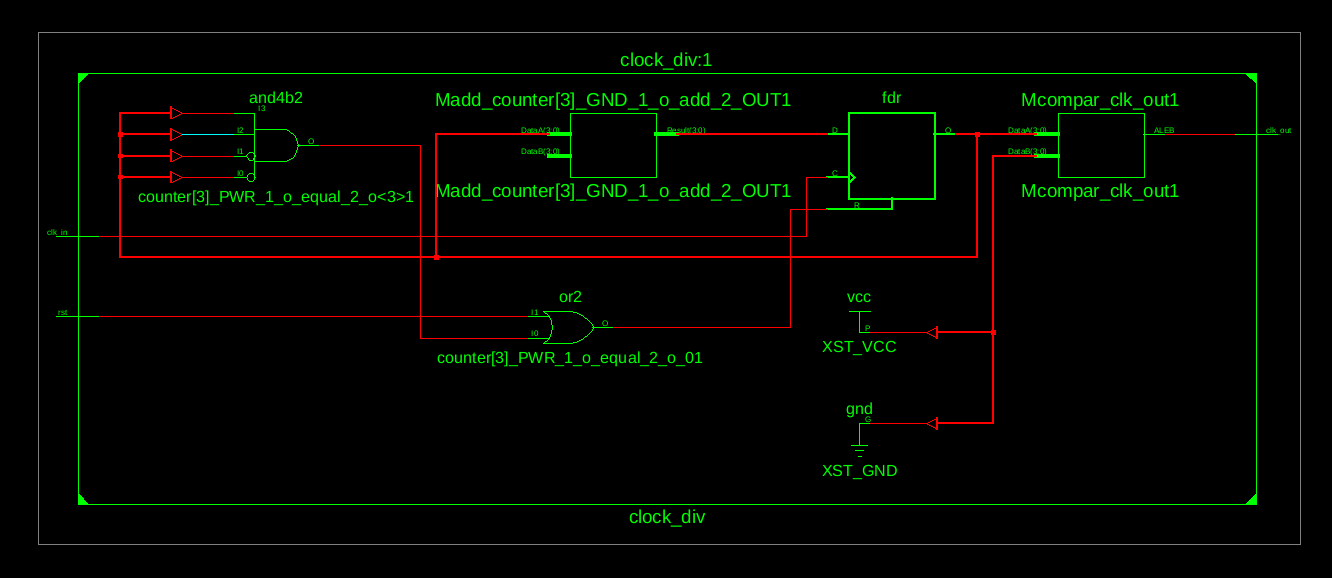 clock_div:1
and4b2
I3
I2
I1
I0
O
counter[3]_PWR_1_o_equal_2_o<3>1
Madd_counter[3]_GND_1_o_add_2_OUT1
DataA(3:0)
DataB(3:0)
Result(3:0)
Madd_counter[3]_GND_1_o_add_2_OUT1
fdr
D
Q
C
R
Mcompar_clk_out1
DataA(3:0)
DataB(3:0)
ALEB
Mcompar_clk_out1
clk_out
clk_in
rst
or2
I1
I0
O
counter[3]_PWR_1_o_equal_2_o_01
vcc
P
XST_VCC
gnd
G
XST_GND
clock_div